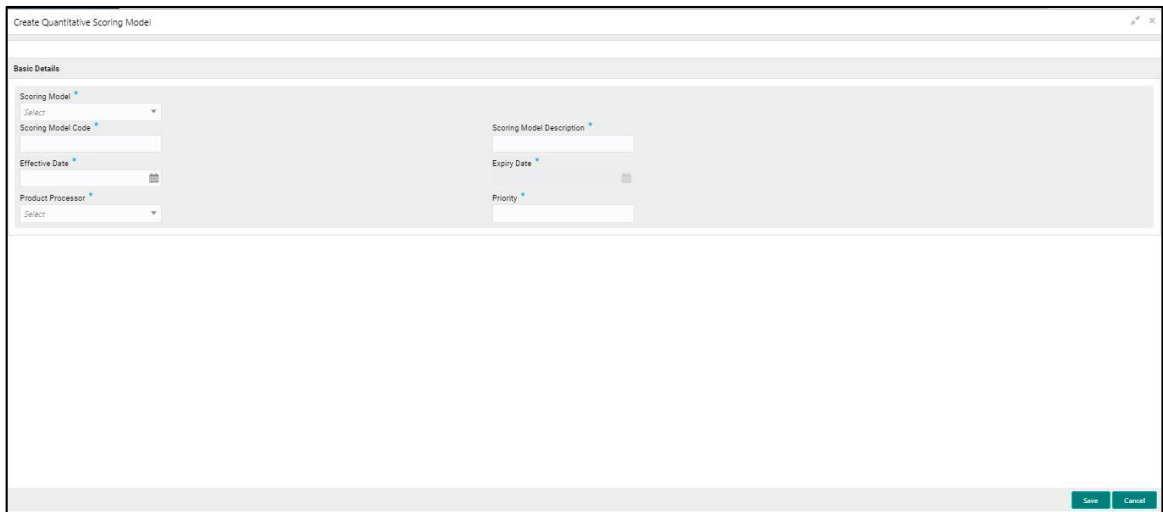 Create Quantitative Scoring Model
Basic Details
Scoring Model *
Select
Scoring Model Code *
Scoring Model Description *
Effective Date *
Expiry Date *
Product Processor *
Priority *
Select
Save Cancel